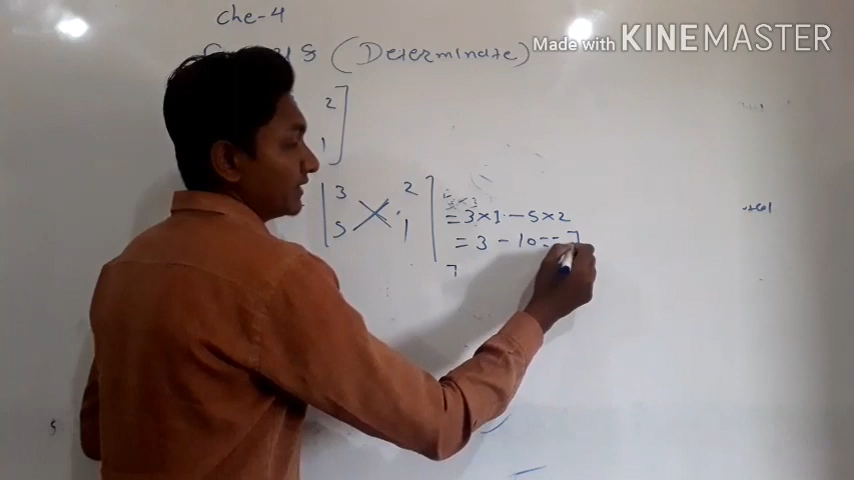 Che-4
(Determinate)
Made with KINEMASTER
2
1
3 2
5 1
= 3×1 - 5×2
= 3 - 10 = -7